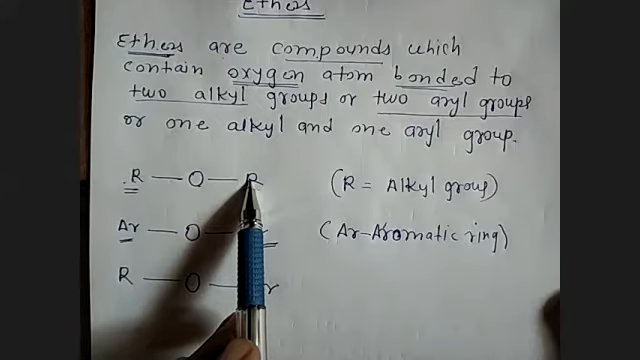 Ethers
Ethers are compounds which
contain oxygen atom bonded to
two alkyl groups or two aryl groups
or one alkyl and one aryl group.
R — O — R (R = Alkyl group)
Ar — O — (Ar-Aromatic ring)
R — O —